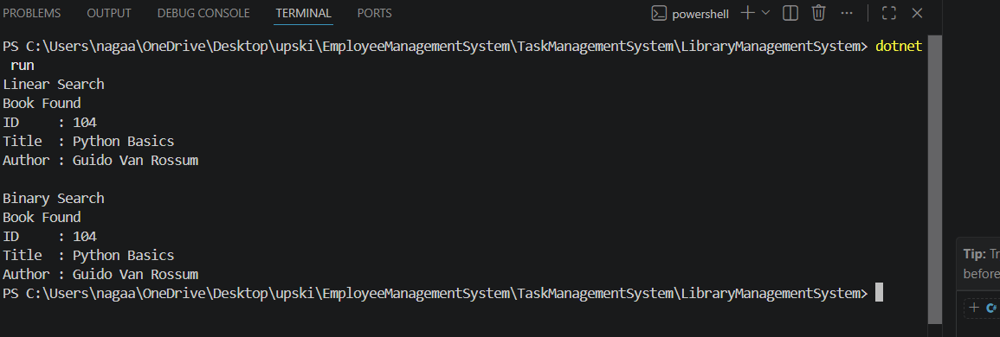 PROBLEMS OUTPUT DEBUG CONSOLE TERMINAL PORTS powershell
PS C:\Users\nagaa\OneDrive\Desktop\upski\EmployeeManagementSystem\TaskManagementSystem\LibraryManagementSystem> dotnet
run
Linear Search
Book Found
ID     : 104
Title  : Python Basics
Author : Guido Van Rossum

Binary Search
Book Found
ID     : 104
Title  : Python Basics
Author : Guido Van Rossum
PS C:\Users\nagaa\OneDrive\Desktop\upski\EmployeeManagementSystem\TaskManagementSystem\LibraryManagementSystem>
Tip: Tr
before